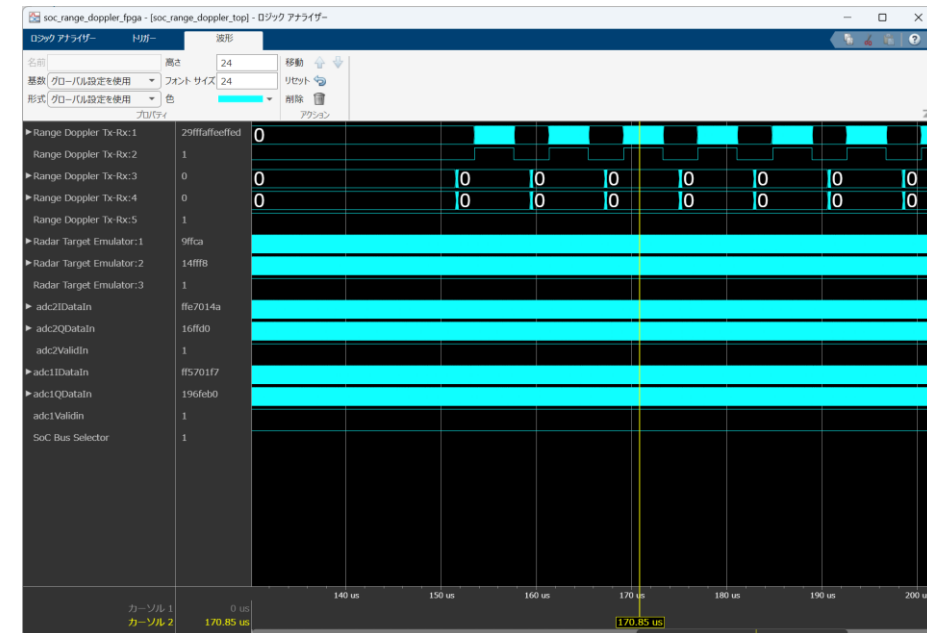 soc_range_doppler_fpga - [soc_range_doppler_top] - ロジック アナライザー
ロジック アナライザー トリガー 波形
名前 高さ 24 移動
基数 グローバル設定を使用 フォント サイズ 24 リセット
形式 グローバル設定を使用 色 削除
プロパティ アクション
Range Doppler Tx-Rx:1 29fffaffeeffed 0
Range Doppler Tx-Rx:2 1
Range Doppler Tx-Rx:3 0 0 0 0 0 0 0 0 0
Range Doppler Tx-Rx:4 0 0 0 0 0 0 0 0 0
Range Doppler Tx-Rx:5 1
Radar Target Emulator:1 9ffca
Radar Target Emulator:2 14fff8
Radar Target Emulator:3 1
adc2IDataIn ffe7014a
adc2QDataIn 16ffd0
adc2ValidIn 1
adc1IDataIn ff5701f7
adc1QDataIn 196feb0
adc1Validin 1
SoC Bus Selector 1
140 us 150 us 160 us 170 us 180 us 190 us 200 u
カーソル 1 0 us
カーソル 2 170.85 us 170.85 us